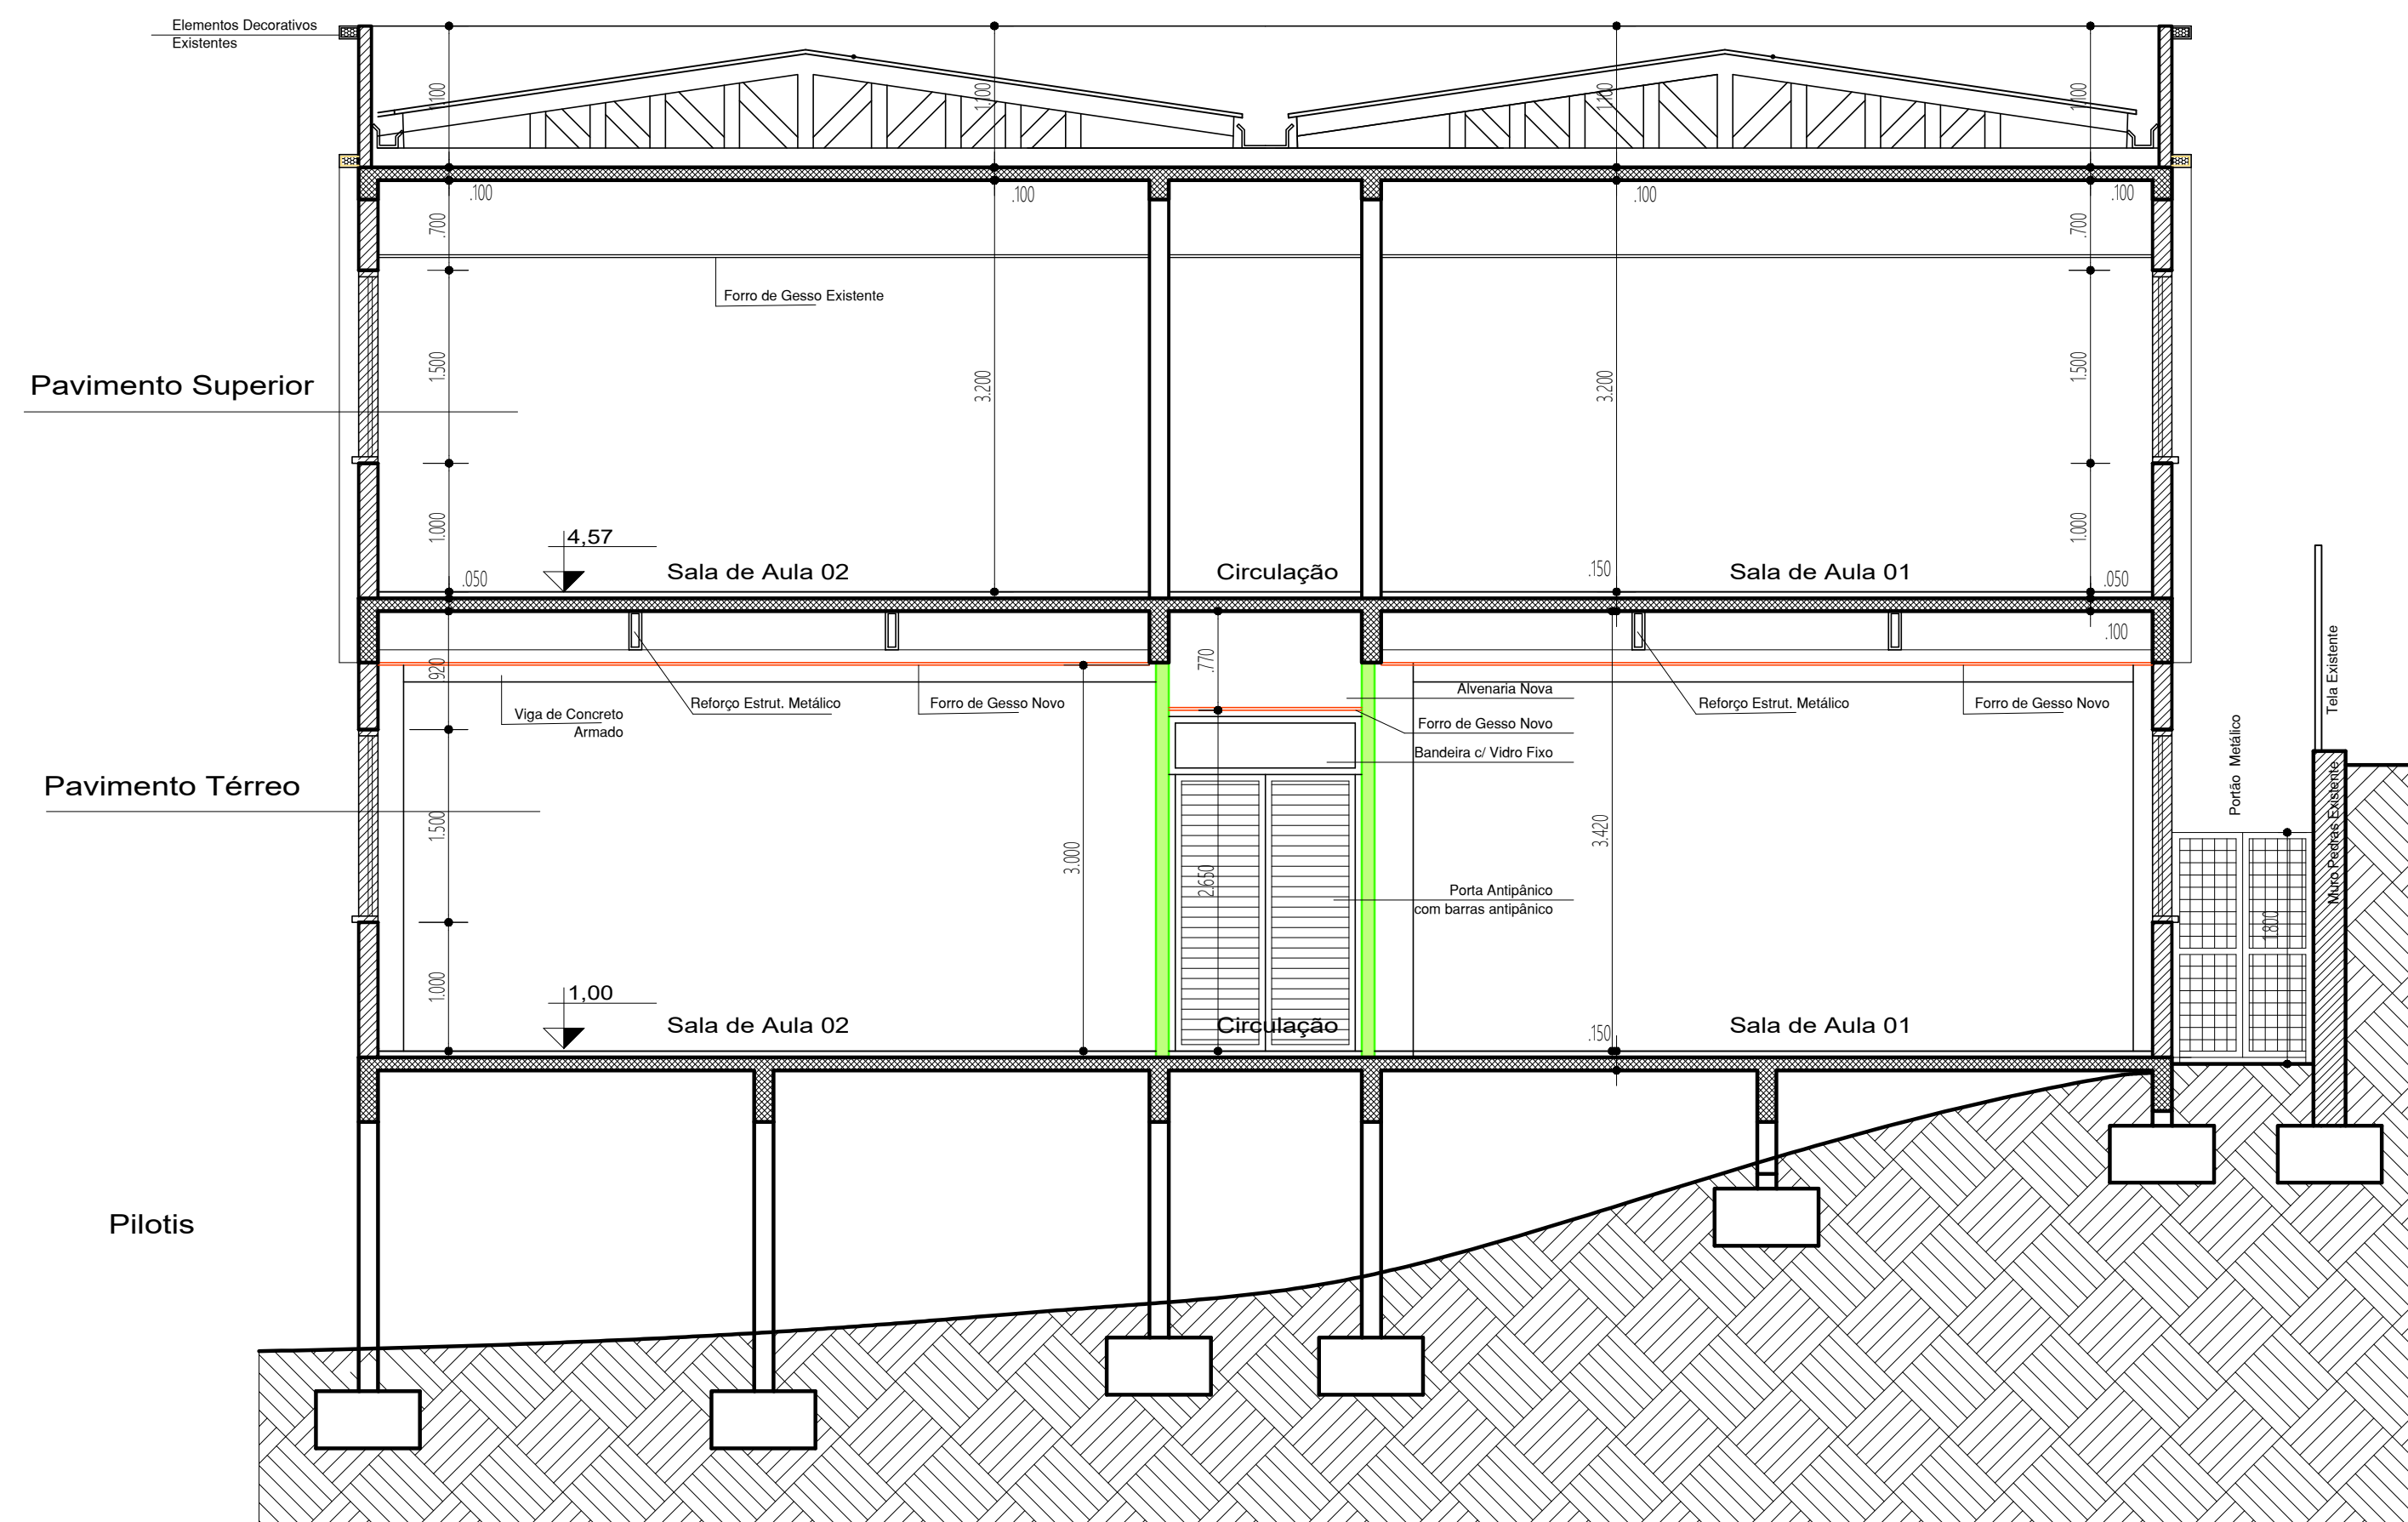 Elementos Decorativos
Existentes
1.100
1.100
1.100
1.100
.100
.100
.100
.100
.700
.700
Forro de Gesso Existente
Pavimento Superior
1.500
3.200
3.200
1.500
1.000
1.000
4,57
.050
Sala de Aula 02
Circulação
.150
Sala de Aula 01
.050
.100
.920
.770
Tela Existente
Viga de Concreto
Armado
Reforço Estrut. Metálico
Forro de Gesso Novo
Alvenaria Nova
Forro de Gesso Novo
Bandeira c/ Vidro Fixo
Reforço Estrut. Metálico
Forro de Gesso Novo
Portão Metálico
Muro Pedras Existente
Pavimento Térreo
1.500
3.000
2.650
3.420
Porta Antipânico
com barras antipânico
1.800
1.000
1,00
Sala de Aula 02
Circulação
.150
Sala de Aula 01
Pilotis